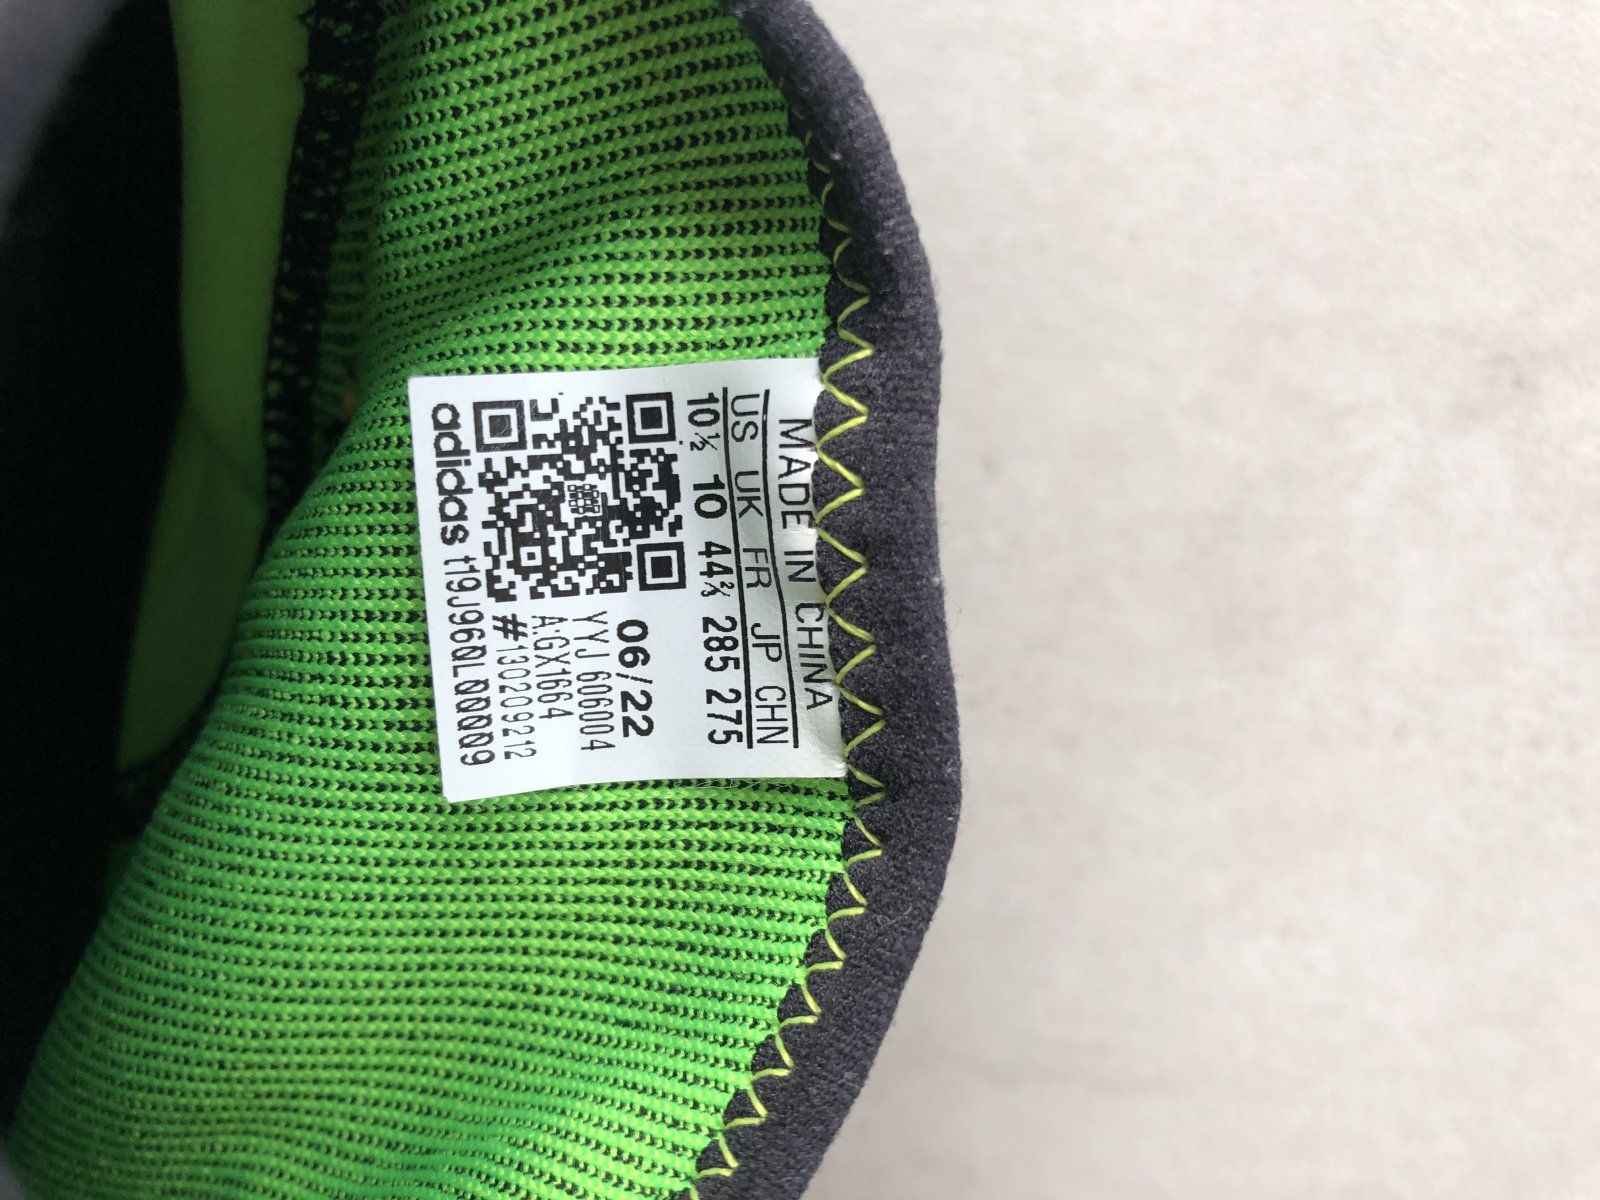 MADE IN CHINA
US UK FR JP CHN
10½ 10 44⅔ 285 275
06/22
YYJ 606004
A:GX1664
#130209212
adidas t19J960L00009